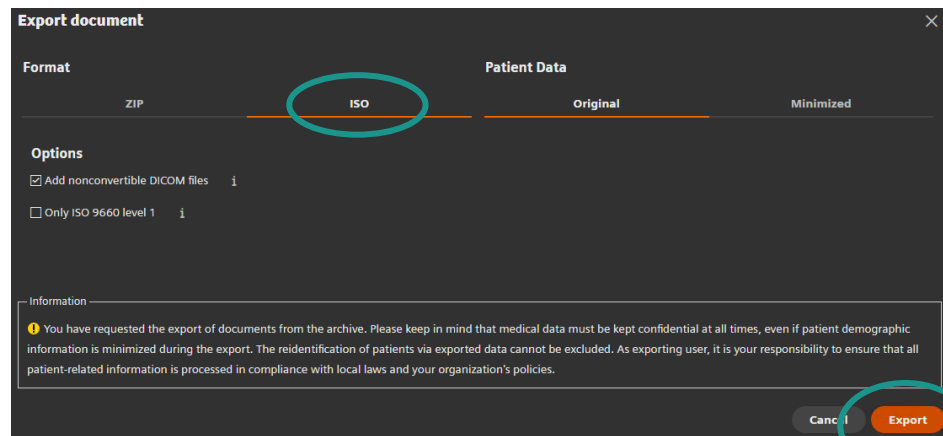 Export document
Format
Patient Data
ZIP
ISO
Original
Minimized
Options
Add nonconvertible DICOM files i
Only ISO 9660 level 1 i
Information
You have requested the export of documents from the archive. Please keep in mind that medical data must be kept confidential at all times, even if patient demographic
information is minimized during the export. The reidentification of patients via exported data cannot be excluded. As exporting user, it is your responsibility to ensure that all
patient-related information is processed in compliance with local laws and your organization's policies.
Cancel
Export